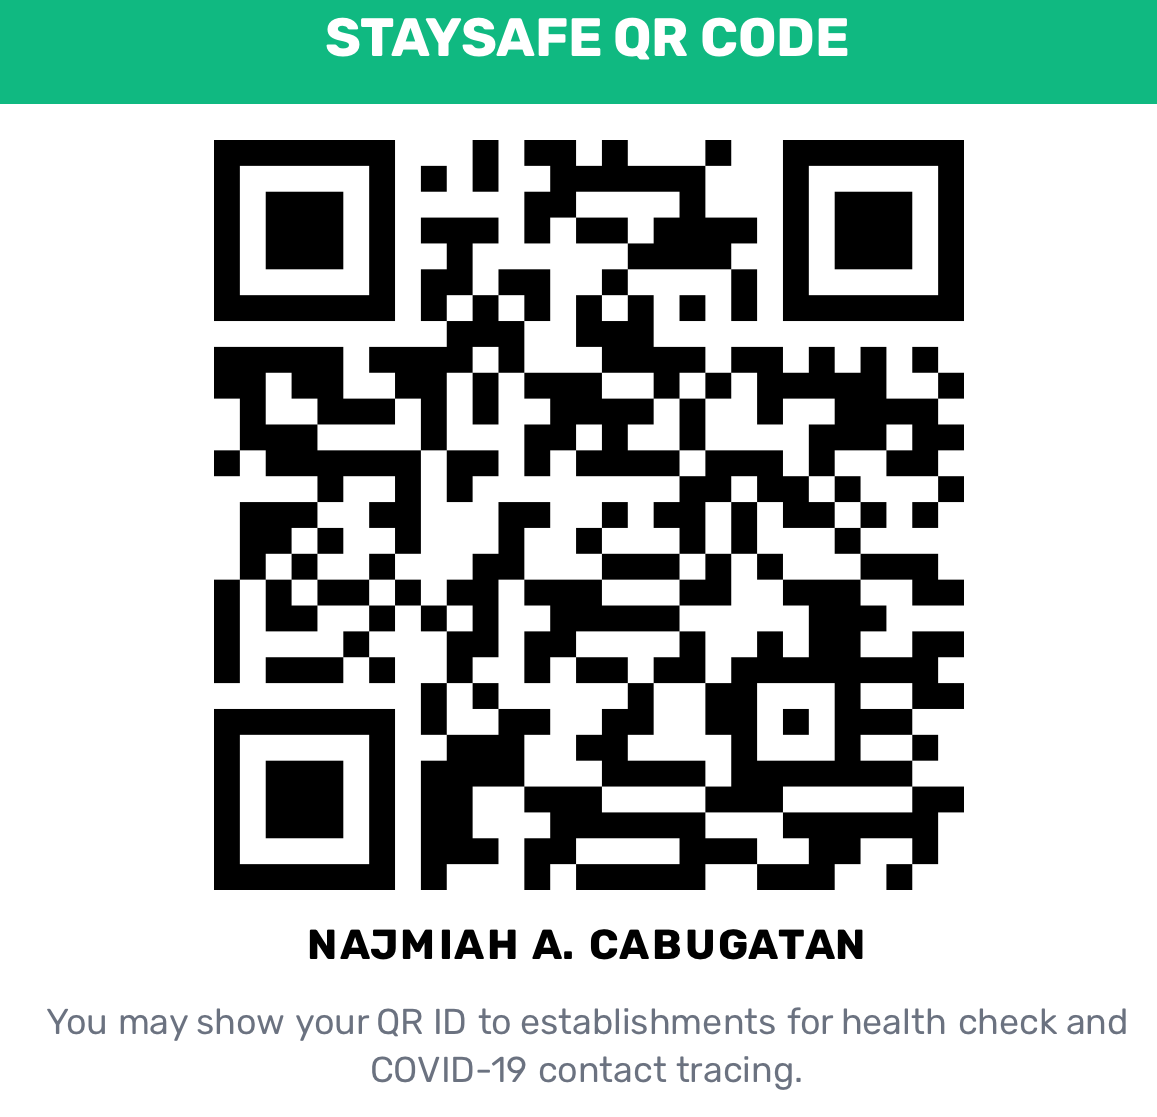 STAYSAFE QR CODE
NAJMIAH A. CABUGATAN
You may show your QR ID to establishments for health check and
COVID-19 contact tracing.